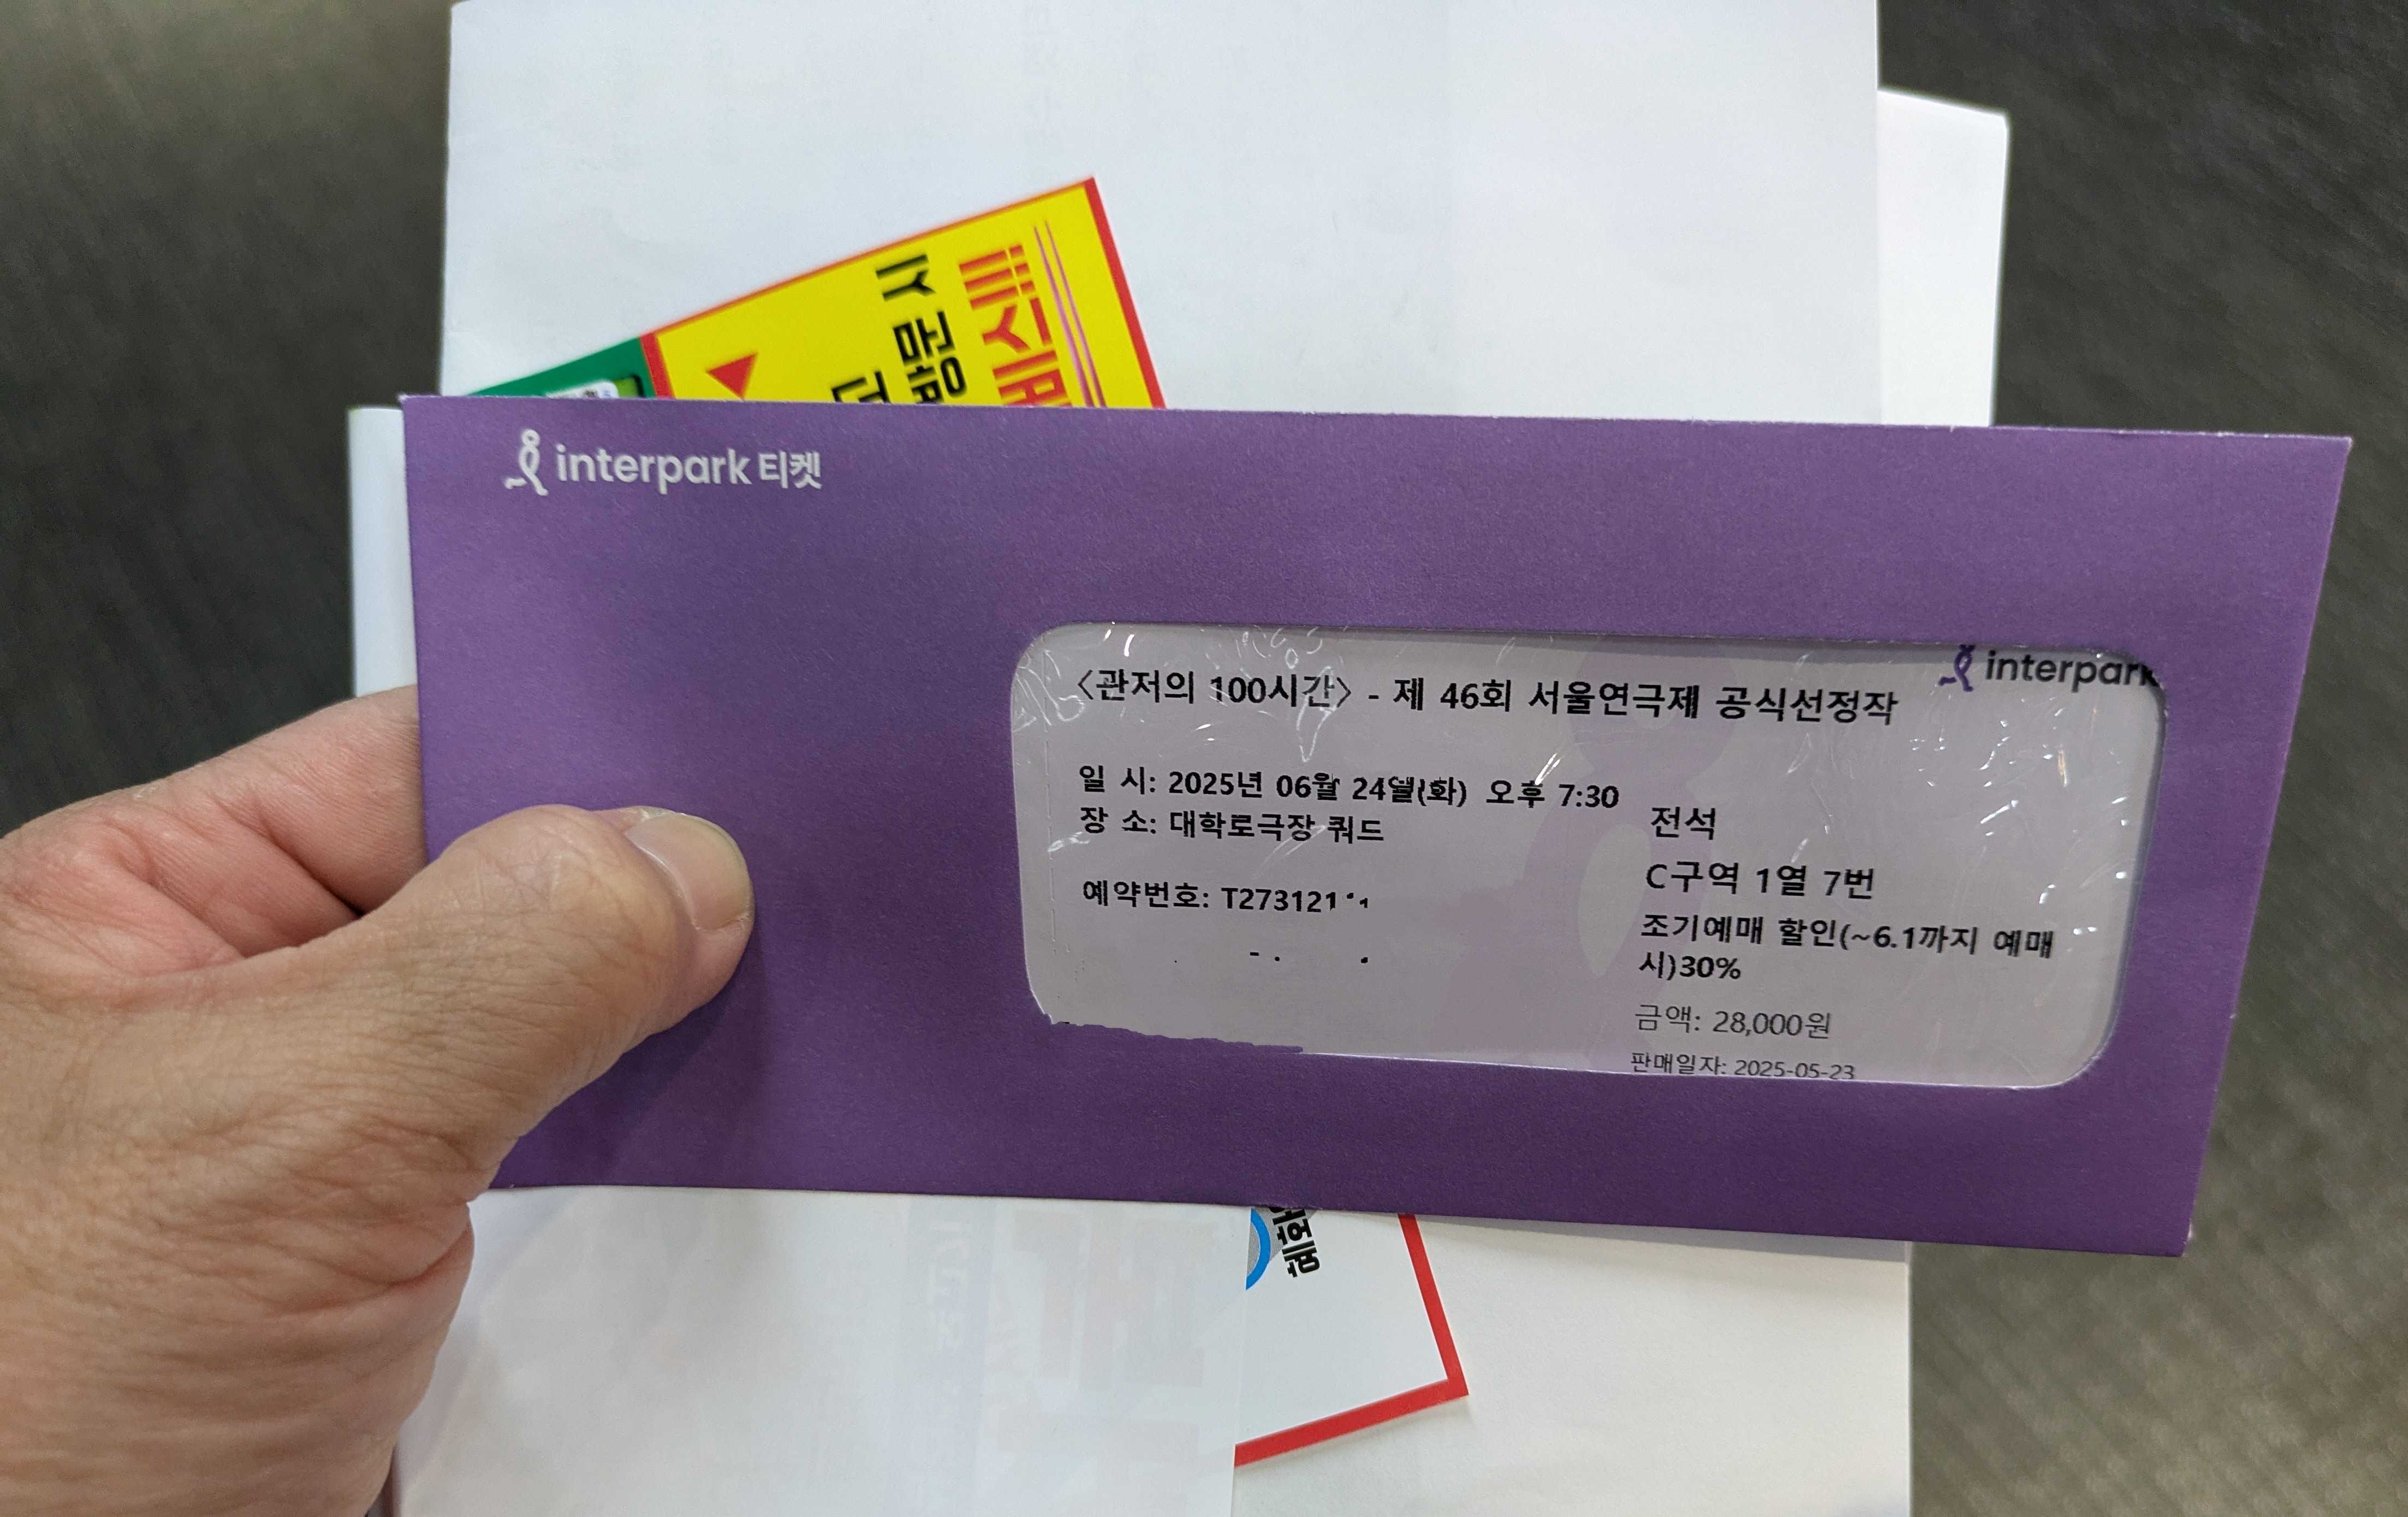 interpark 티켓
interpark
〈관저의 100시간〉 - 제 46회 서울연극제 공식선정작
일 시: 2025년 06월 24일(화) 오후 7:30
장 소: 대학로극장 쿼드
전석
C구역 1열 7번
예약번호: T273121
조기예매 할인(~6.1까지 예매
시)30%
금액: 28,000원
판매일자: 2025-05-23